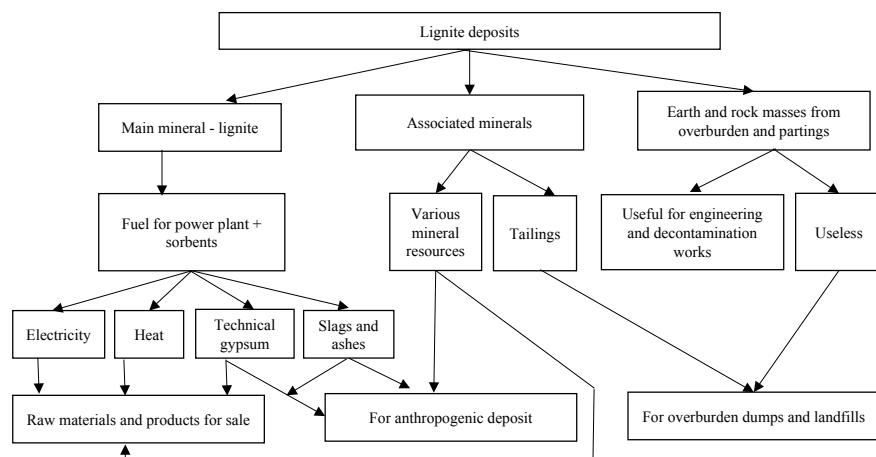 Lignite deposits
Main mineral - lignite
Associated minerals
Earth and rock masses from
overburden and partings
Fuel for power plant +
sorbents
Various
mineral
resources
Tailings
Useful for engineering
and decontamination
works
Useless
Electricity
Heat
Technical
gypsum
Slags and
ashes
Raw materials and products for sale
For anthropogenic deposit
For overburden dumps and landfills